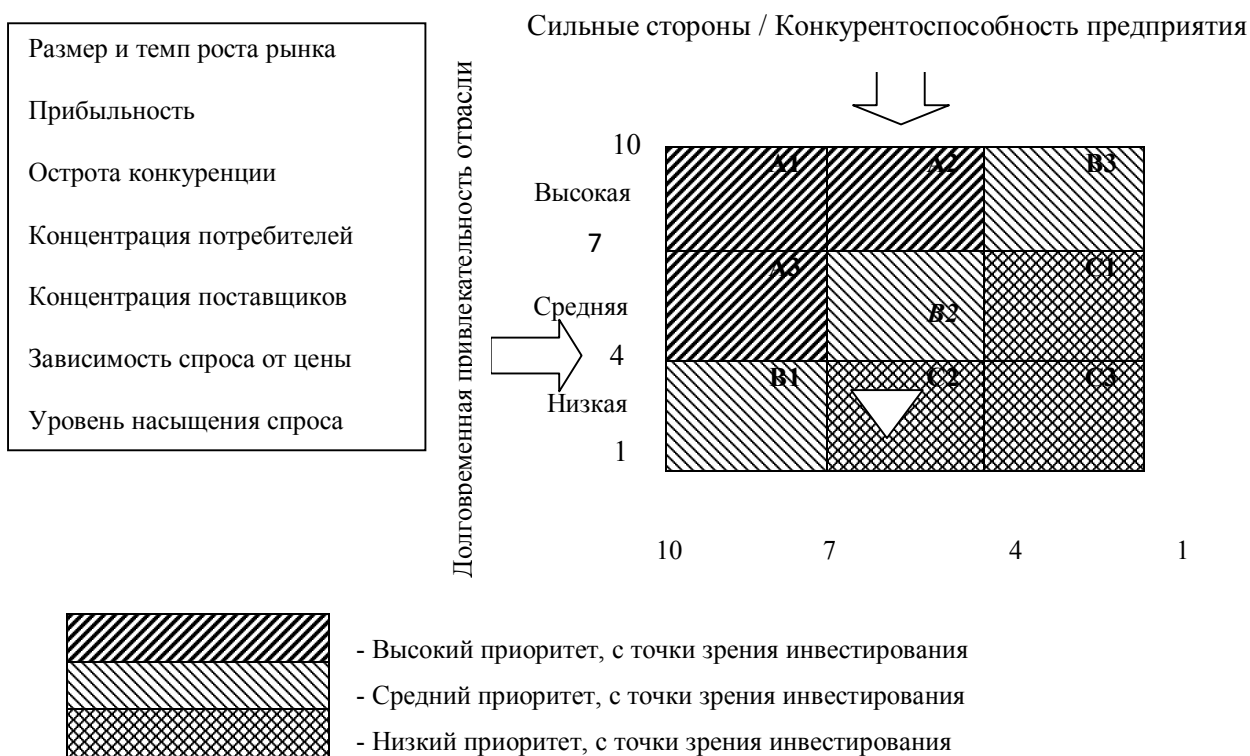 Сильные стороны / Конкурентоспособность предприятия
Размер и темп роста рынка
Прибыльность
Острота конкуренции
Концентрация потребителей
Концентрация поставщиков
Зависимость спроса от цены
Уровень насыщения спроса
Долговременная привлекательность отрасли
10
Высокая
7
Средняя
4
Низкая
1
A1 A2 B3
A3 B2 C1
B1 C2 C3
10 7 4 1
- Высокий приоритет, с точки зрения инвестирования
- Средний приоритет, с точки зрения инвестирования
- Низкий приоритет, с точки зрения инвестирования